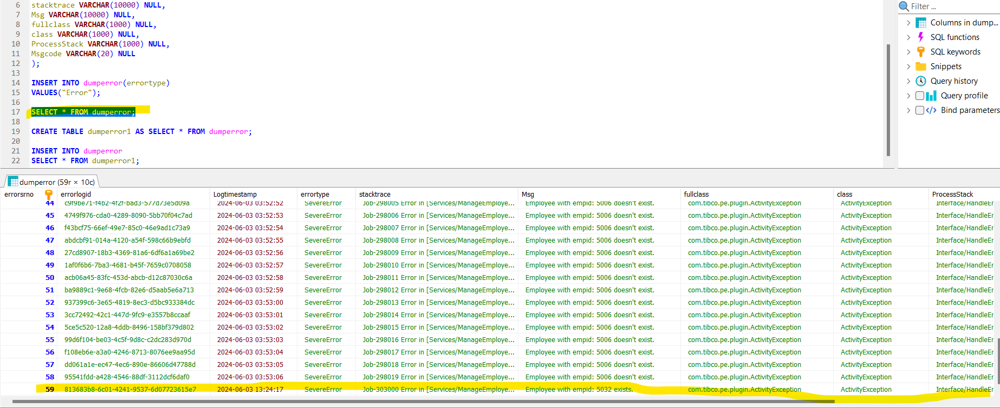 6 stacktrace VARCHAR(10000) NULL,
7 Msg VARCHAR(10000) NULL,
8 fullclass VARCHAR(1000) NULL,
9 class VARCHAR(1000) NULL,
10 ProcessStack VARCHAR(1000) NULL,
11 Msgcode VARCHAR(20) NULL
12 );
13
14 INSERT INTO dumperror(errortype)
15 VALUES("Error");
16
17 SELECT * FROM dumperror;
18
19 CREATE TABLE dumperror1 AS SELECT * FROM dumperror;
20
21 INSERT INTO dumperror
22 SELECT * FROM dumperror1;
Filter ...
Columns in dump...
SQL functions
SQL keywords
Snippets
Query history
Query profile
Bind parameters
dumperror (59r × 10c)
errorsrno errorlogid Logtimestamp errortype stacktrace Msg fullclass class ProcessStack
44 c9f9be71-f4b2-4f2f-bad3-577d73e5d09a 2024-06-03 03:52:52 SevereError Job-298005 Error in [Services/ManageEmploye... Employee with empid: 5006 doesn't exist. com.tibco.pe.plugin.ActivityException ActivityException Interface/HandleEr
45 4749f976-cda0-4289-8090-5bb70f04c7ad 2024-06-03 03:52:53 SevereError Job-298006 Error in [Services/ManageEmploye... Employee with empid: 5006 doesn't exist. com.tibco.pe.plugin.ActivityException ActivityException Interface/HandleEr
46 f43bcf75-66ef-49e7-85c0-46e9ad1c73a9 2024-06-03 03:52:54 SevereError Job-298007 Error in [Services/ManageEmploye... Employee with empid: 5006 doesn't exist. com.tibco.pe.plugin.ActivityException ActivityException Interface/HandleEr
47 abdcbf91-014a-4120-a54f-598c66b9ebfd 2024-06-03 03:52:55 SevereError Job-298008 Error in [Services/ManageEmploye... Employee with empid: 5006 doesn't exist. com.tibco.pe.plugin.ActivityException ActivityException Interface/HandleEr
48 27cd8907-18b3-4369-81a6-6df6a1a69be2 2024-06-03 03:52:56 SevereError Job-298009 Error in [Services/ManageEmploye... Employee with empid: 5006 doesn't exist. com.tibco.pe.plugin.ActivityException ActivityException Interface/HandleEr
49 1af0f6b6-7ba3-4681-b45f-7659c0708058 2024-06-03 03:52:57 SevereError Job-298010 Error in [Services/ManageEmploye... Employee with empid: 5006 doesn't exist. com.tibco.pe.plugin.ActivityException ActivityException Interface/HandleEr
50 acb06a45-83fc-453d-abcb-d12c87030c6a 2024-06-03 03:52:58 SevereError Job-298011 Error in [Services/ManageEmploye... Employee with empid: 5006 doesn't exist. com.tibco.pe.plugin.ActivityException ActivityException Interface/HandleEr
51 ba9889c1-9e68-4fcb-82e6-d5aab5e6a713 2024-06-03 03:52:59 SevereError Job-298012 Error in [Services/ManageEmploye... Employee with empid: 5006 doesn't exist. com.tibco.pe.plugin.ActivityException ActivityException Interface/HandleEr
52 937399c6-3e65-4819-8ec3-d5bc933384dc 2024-06-03 03:53:00 SevereError Job-298013 Error in [Services/ManageEmploye... Employee with empid: 5006 doesn't exist. com.tibco.pe.plugin.ActivityException ActivityException Interface/HandleEr
53 3cc72492-42c1-447d-9fc9-e3557b8ccaaf 2024-06-03 03:53:01 SevereError Job-298014 Error in [Services/ManageEmploye... Employee with empid: 5006 doesn't exist. com.tibco.pe.plugin.ActivityException ActivityException Interface/HandleEr
54 5ce5c520-12a8-4ddb-8496-158bf379d802 2024-06-03 03:53:02 SevereError Job-298015 Error in [Services/ManageEmploye... Employee with empid: 5006 doesn't exist. com.tibco.pe.plugin.ActivityException ActivityException Interface/HandleEr
55 99d6f104-be03-4c5f-9d8c-c2dc283d970d 2024-06-03 03:53:03 SevereError Job-298016 Error in [Services/ManageEmploye... Employee with empid: 5006 doesn't exist. com.tibco.pe.plugin.ActivityException ActivityException Interface/HandleEr
56 f108eb6e-a3a0-4246-8713-8076ee9aa95d 2024-06-03 03:53:04 SevereError Job-298017 Error in [Services/ManageEmploye... Employee with empid: 5006 doesn't exist. com.tibco.pe.plugin.ActivityException ActivityException Interface/HandleEr
57 dd061a1e-ec47-4ec6-890e-86606d47788d 2024-06-03 03:53:05 SevereError Job-298018 Error in [Services/ManageEmploye... Employee with empid: 5006 doesn't exist. com.tibco.pe.plugin.ActivityException ActivityException Interface/HandleEr
58 95541fdd-a428-4546-88df-3112dcf6daf0 2024-06-03 03:53:06 SevereError Job-298019 Error in [Services/ManageEmploye... Employee with empid: 5006 doesn't exist. com.tibco.pe.plugin.ActivityException ActivityException Interface/HandleEr
59 813683b8-6c01-4241-9537-6d07723615e7 2024-06-03 13:24:17 SevereError Job-303000 Error in [Services/ManageEmploye... Employee with empid: 5032 exists. com.tibco.pe.plugin.ActivityException ActivityException Interface/HandleEr